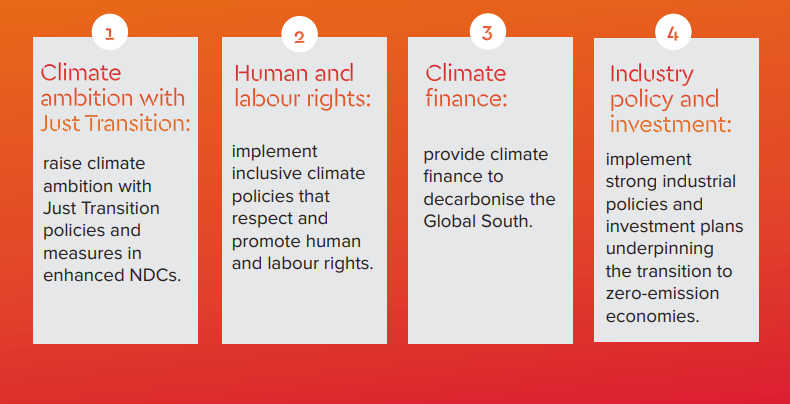 1
Climate
ambition with
Just Transition:
raise climate
ambition with
Just Transition
policies and
measures in
enhanced NDCs.
2
Human and
labour rights:
implement
inclusive climate
policies that
respect and
promote human
and labour rights.
3
Climate
finance:
provide climate
finance to
decarbonise the
Global South.
4
Industry
policy and
investment:
implement
strong industrial
policies and
investment plans
underpinning
the transition to
zero-emission
economies.